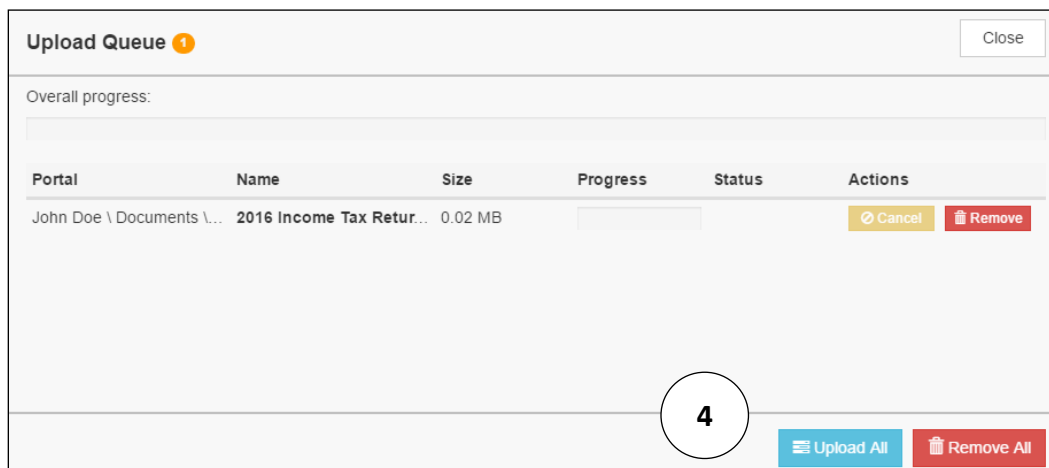 Upload Queue 1
Close
Overall progress:
Portal Name Size Progress Status Actions
John Doe \ Documents \... 2016 Income Tax Retur... 0.02 MB Cancel Remove
4
Upload All Remove All